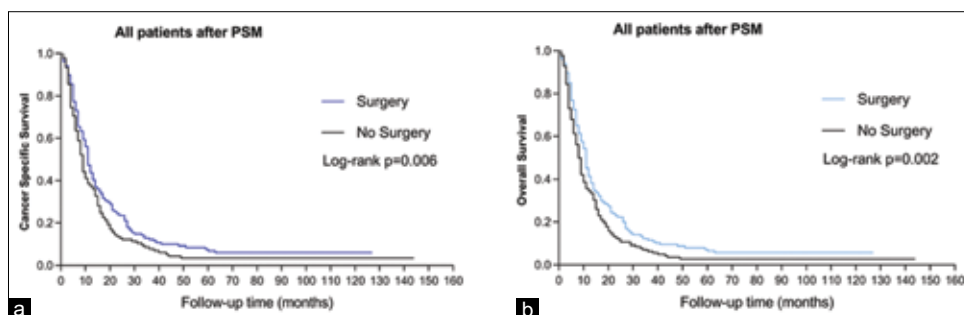 All patients after PSM
1.0
0.8
0.6
0.4
0.2
0.0
Cancer Specific Survival
Surgery
No Surgery
Log-rank p=0.006
0 10 20 30 40 50 60 70 80 90 100 110 120 130 140 150 160
Follow-up time (months)
a
All patients after PSM
1.0
0.8
0.6
0.4
0.2
0.0
Overall Survival
Surgery
No Surgery
Log-rank p=0.002
0 10 20 30 40 50 60 70 80 90 100 110 120 130 140 150 160
Follow-up time (months)
b